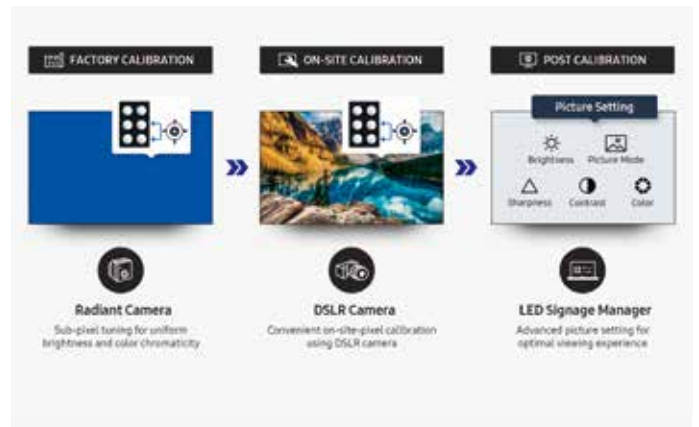 FACTORY CALIBRATION
ON-SITE CALIBRATION
POST CALIBRATION
Picture Setting
Brightness
Picture Mode
Sharpness
Contrast
Color
Radiant Camera
Sub-pixel tuning for uniform
brightness and color chromaticity
DSLR Camera
Convenient on-site-pixel calibration
using DSLR camera
LED Signage Manager
Advanced picture setting for
optimal viewing experience